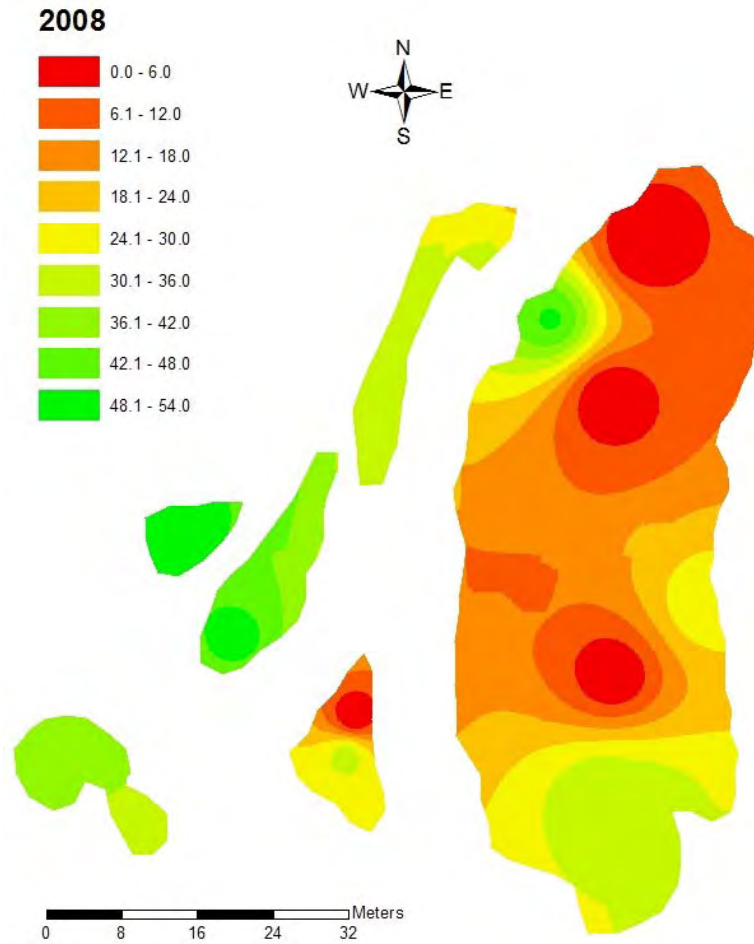 2008
0.0 - 6.0
6.1 - 12.0
12.1 - 18.0
18.1 - 24.0
24.1 - 30.0
30.1 - 36.0
36.1 - 42.0
42.1 - 48.0
48.1 - 54.0
N
W E
S
Meters
0 8 16 24 32